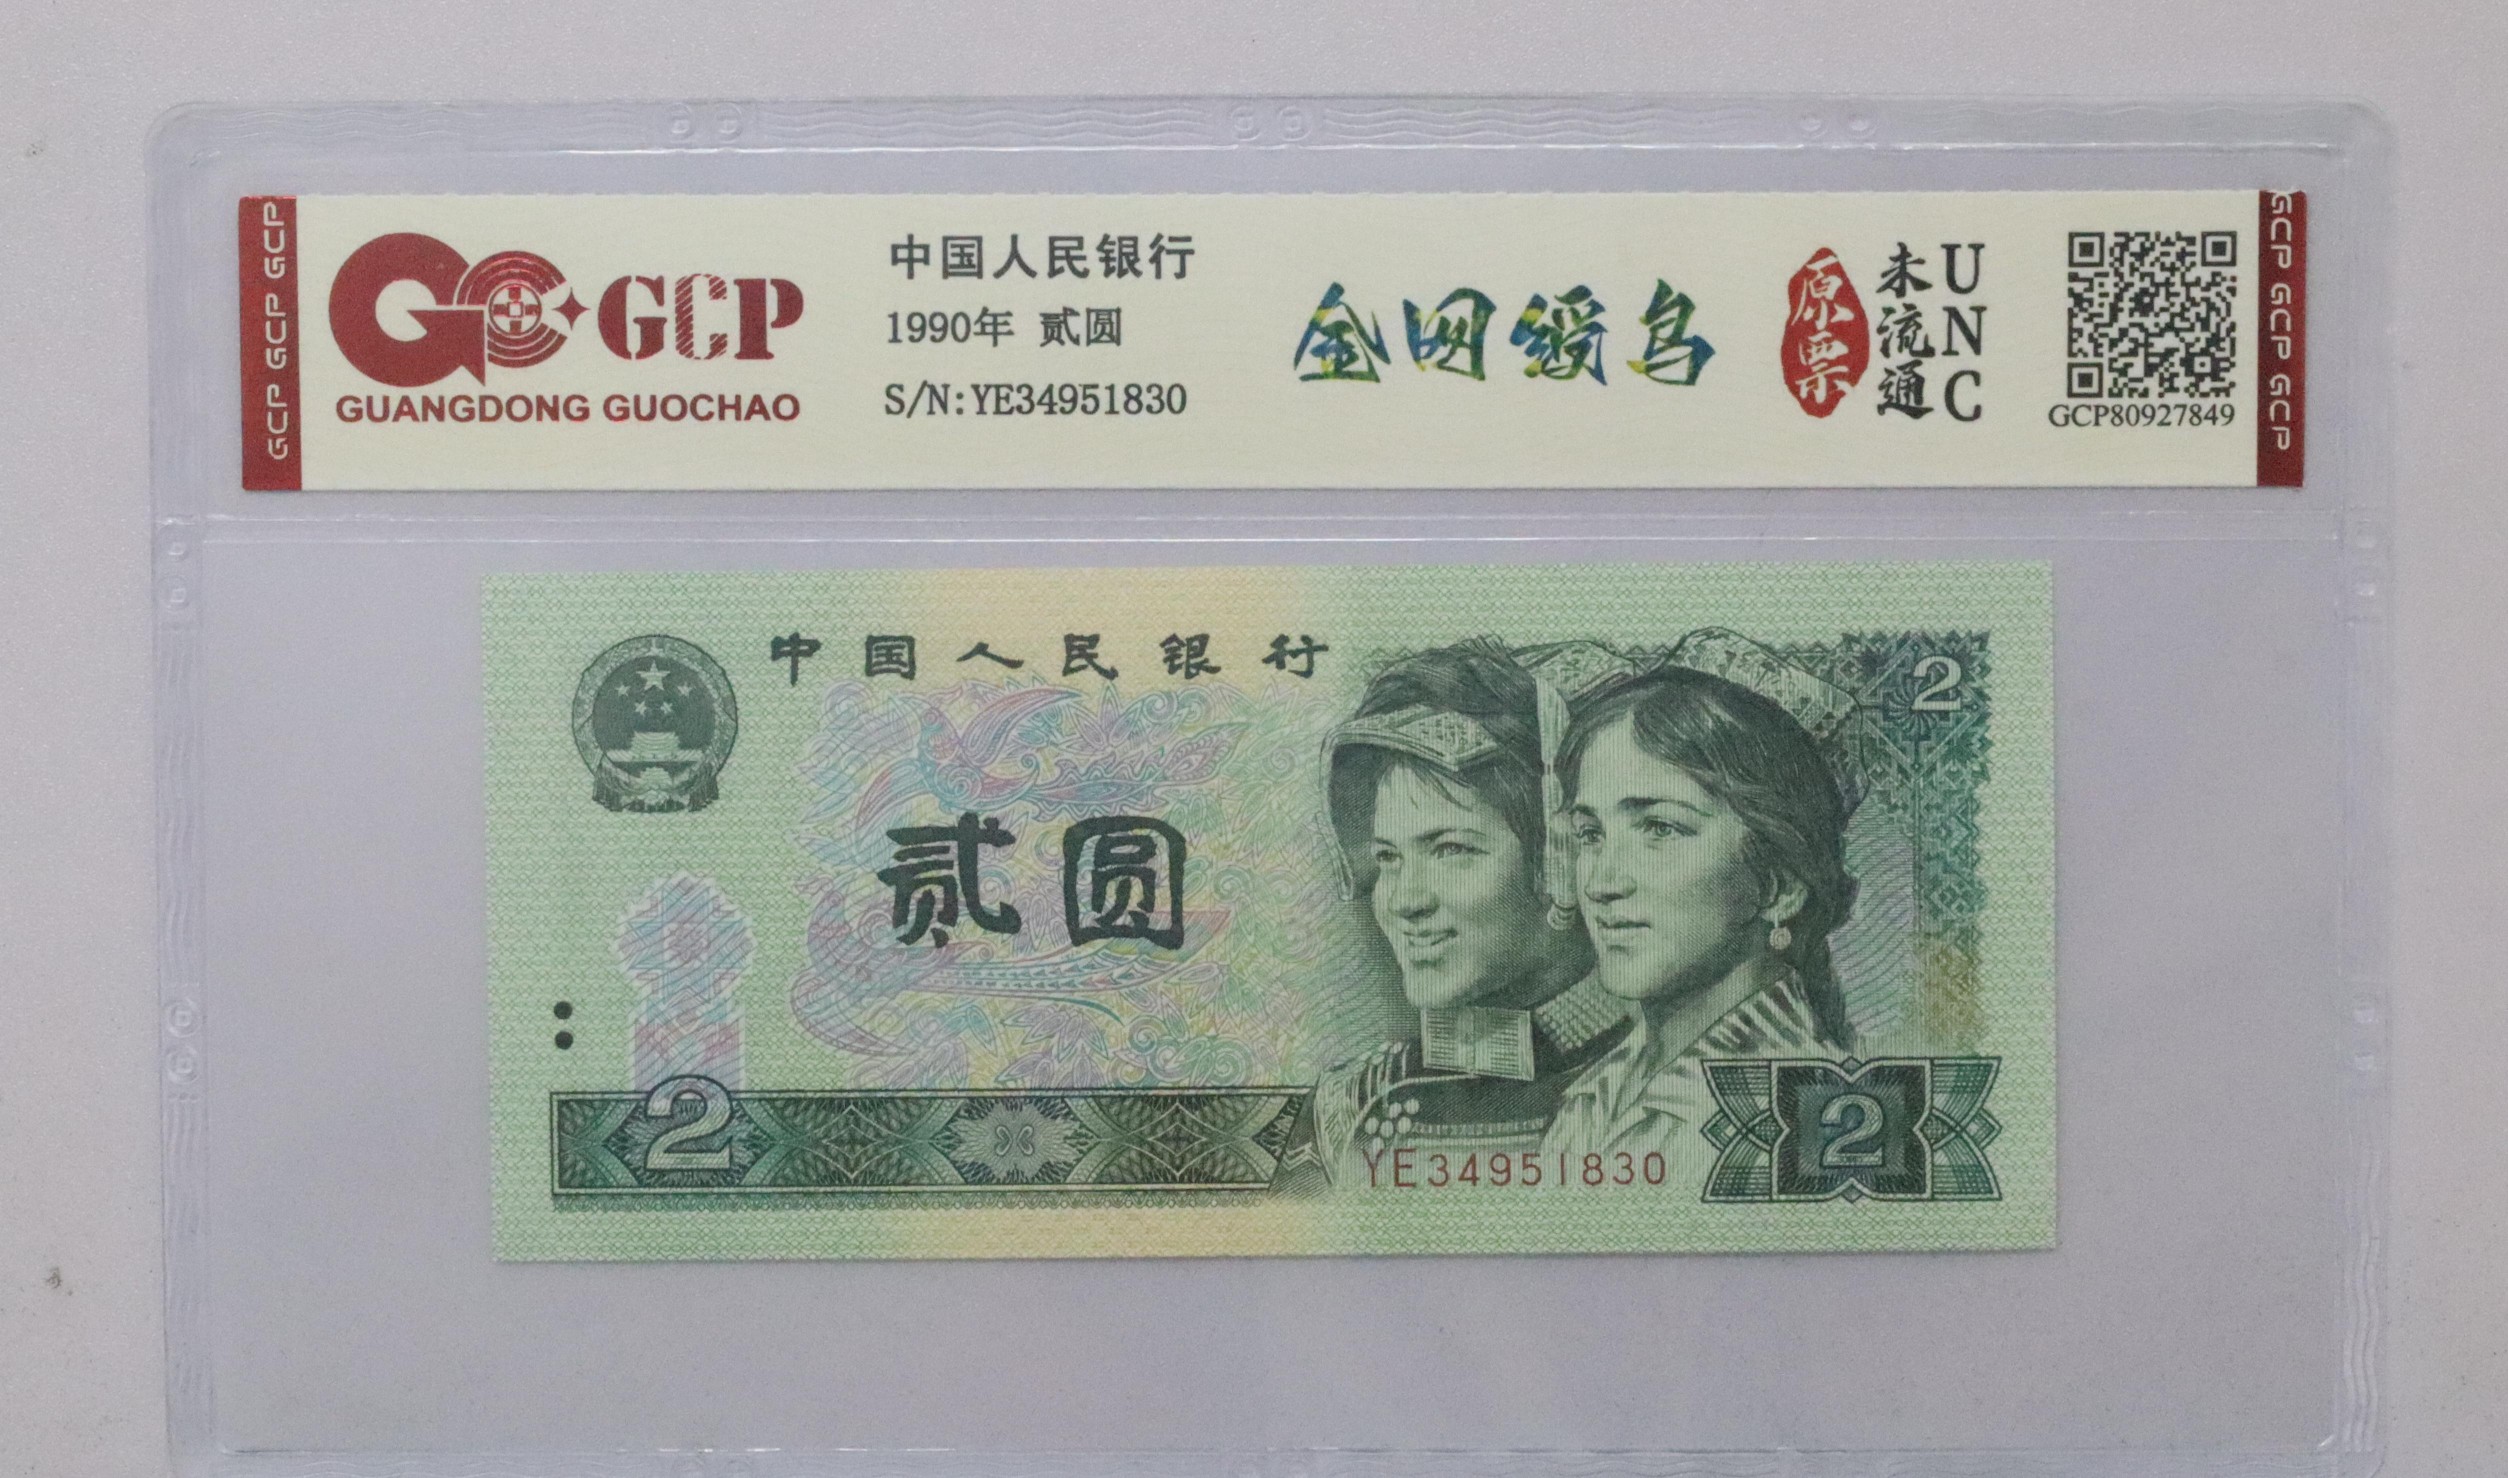 GCP GCP GCP
GCP
GUANGDONG GUOCHAO
中国人民银行
1990年 贰圆
S/N:YE34951830
金网绶鸟
原票
未流通
UNC
GCP80927849
GCP GCP GCP
中国人民银行
2
贰圆
2
YE34951830
2